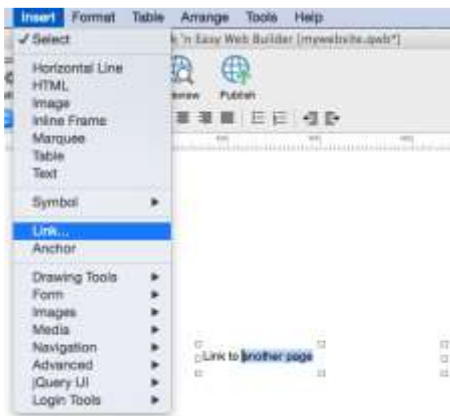 Insert Format Table Arrange Tools Help
✓ Select
'n Easy Web Builder [mywebsite.qwb*]
Horizontal Line
HTML
Image
Publish
Inline Frame
Marquee
Table
Text
Symbol
Link...
Anchor
Drawing Tools
Form
Images
Media
Navigation
Link to another page
Advanced
jQuery UI
Login Tools